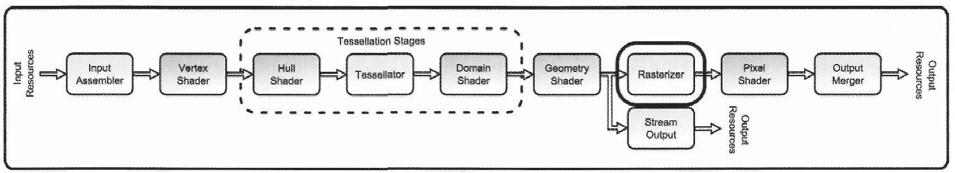 Input
Resources
Input
Assembler
Vertex
Shader
Tessellation Stages
Hull
Shader
Tessellator
Domain
Shader
Geometry
Shader
Rasterizer
Pixel
Shader
Output
Merger
Output
Resources
Stream
Output
Output
Resources